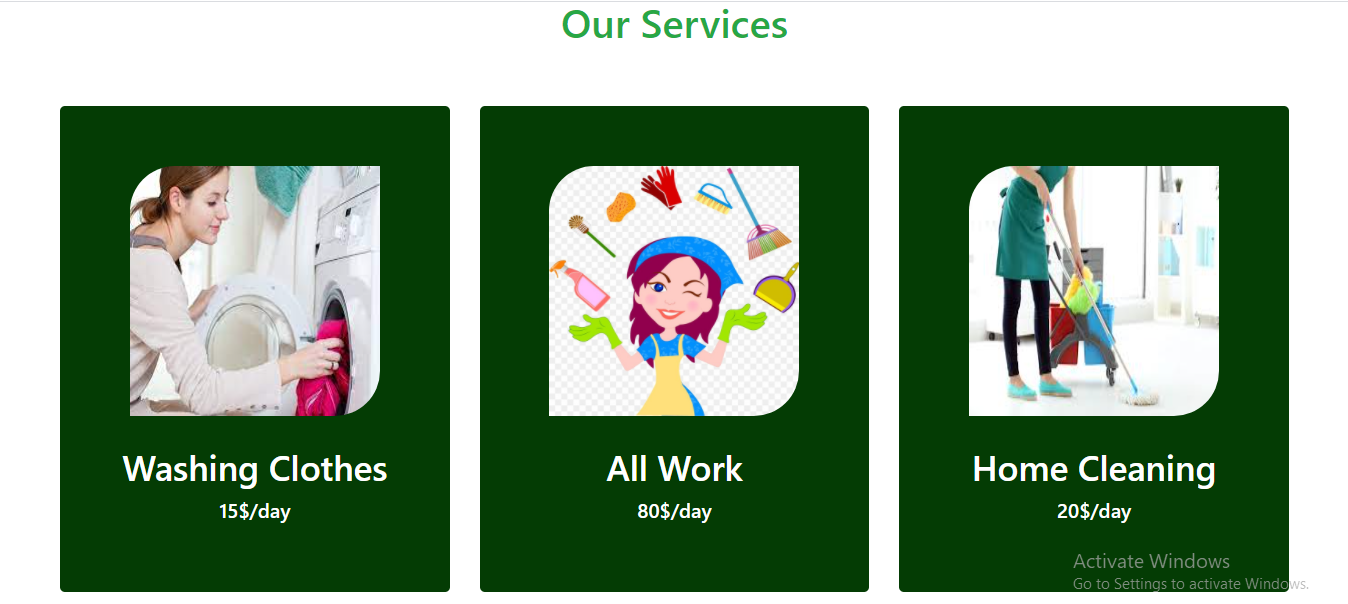 Our Services
Washing Clothes
15$/day
All Work
80$/day
Home Cleaning
20$/day
Activate Windows
Go to Settings to activate Windows.